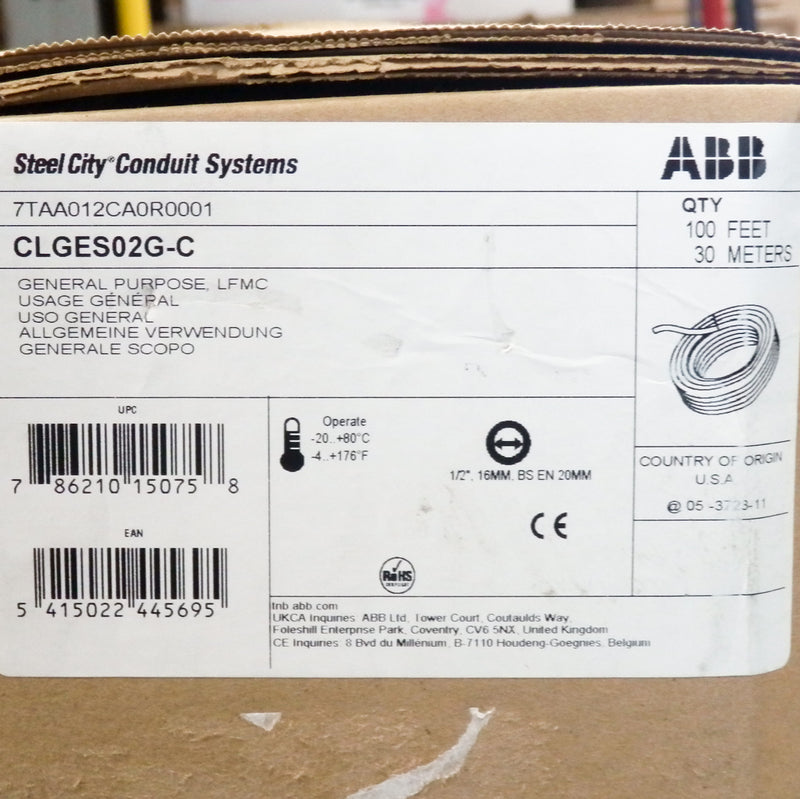 Steel City® Conduit Systems
ABB
7TAA012CA0R0001
QTY
100 FEET
30 METERS
CLGES02G-C
GENERAL PURPOSE, LFMC
USAGE GÉNÉRAL
USO GENERAL
ALLGEMEINE VERWENDUNG
GENERALE SCOPO
UPC
7 86210 15075 8
Operate
-20..+80°C
-4..+176°F
1/2", 16MM, BS EN 20MM
COUNTRY OF ORIGIN
U.S.A
@ 05 -3723-11
EAN
5 415022 445695
CE
RoHS
tnb.abb.com
UKCA Inquiries: ABB Ltd, Tower Court, Coutaulds Way,
Foleshill Enterprise Park, Coventry, CV6 5NX, United Kingdom
CE Inquiries: 8 Bvd du Millénium, B-7110 Houdeng-Goegnies, Belgium